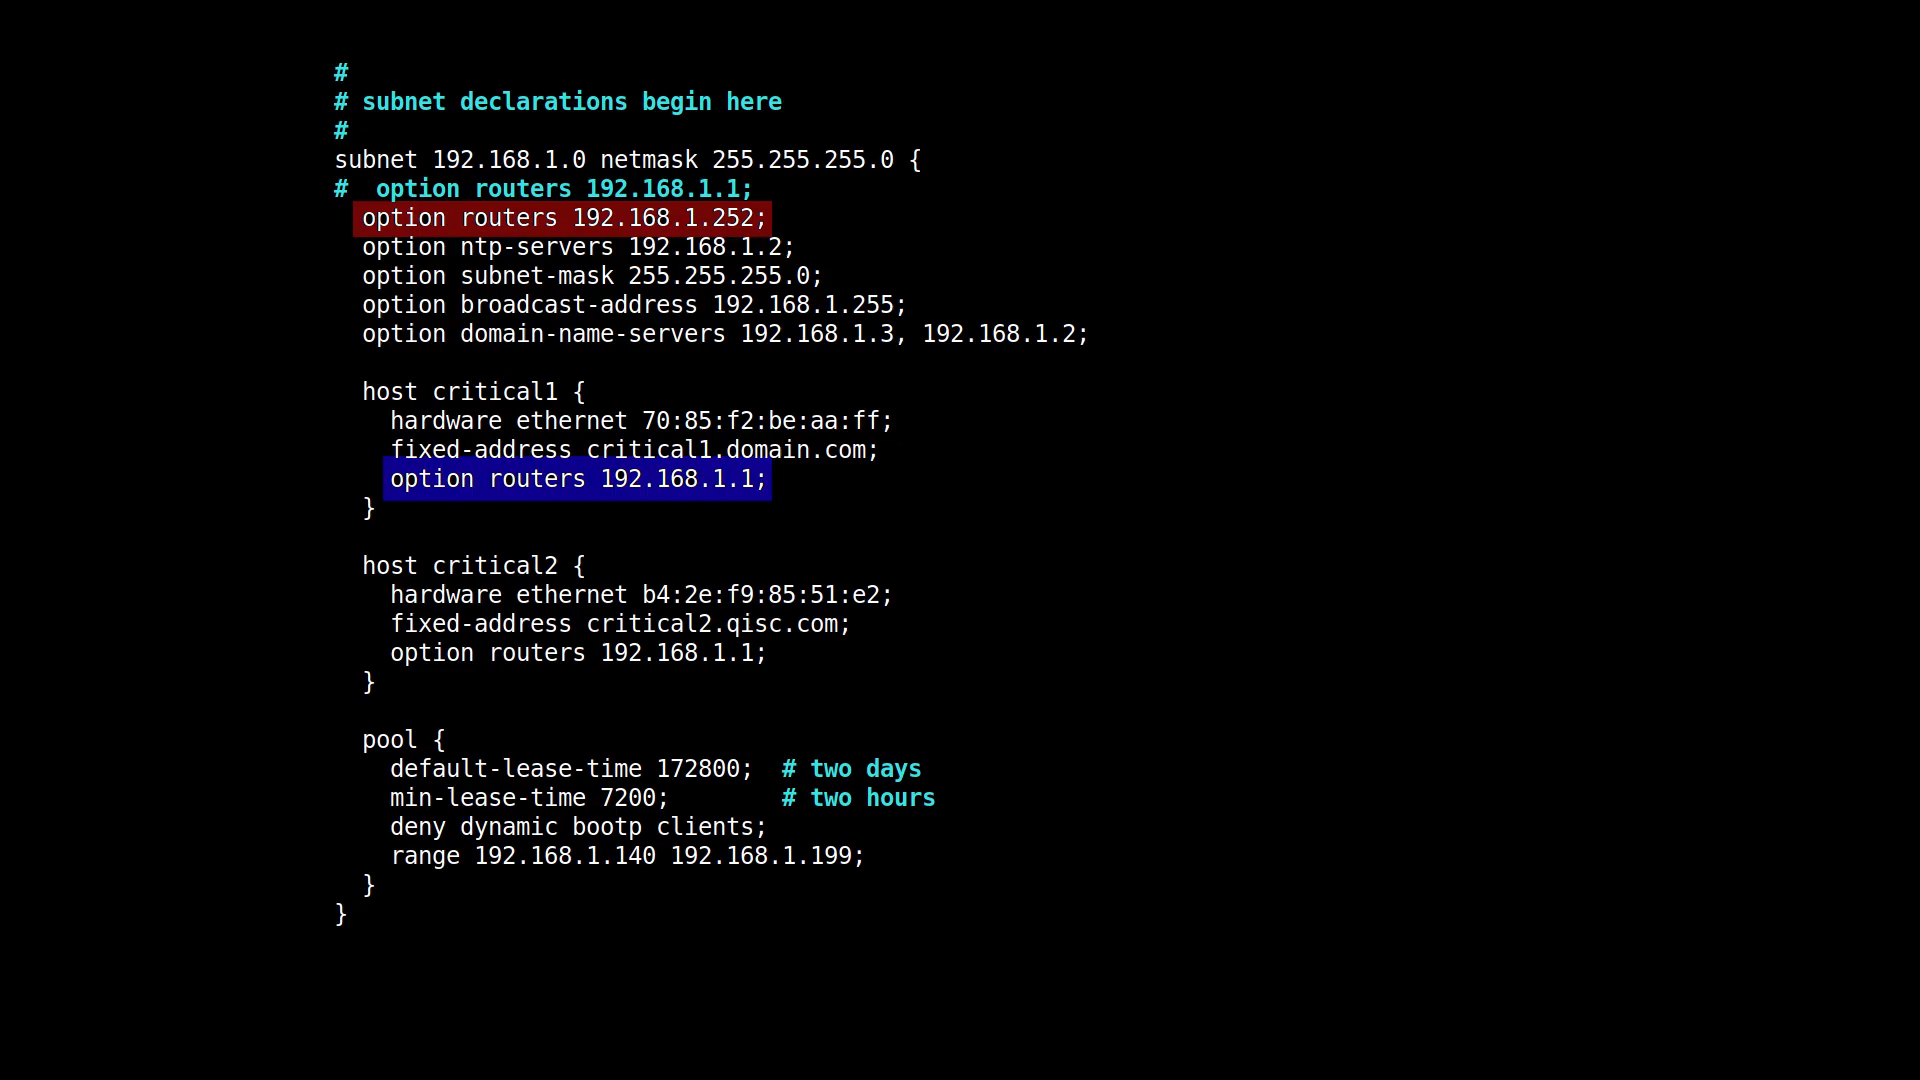 #
# subnet declarations begin here
#
subnet 192.168.1.0 netmask 255.255.255.0 {
#  option routers 192.168.1.1;
  option routers 192.168.1.252;
  option ntp-servers 192.168.1.2;
  option subnet-mask 255.255.255.0;
  option broadcast-address 192.168.1.255;
  option domain-name-servers 192.168.1.3, 192.168.1.2;

  host critical1 {
    hardware ethernet 70:85:f2:be:aa:ff;
    fixed-address critical1.domain.com;
    option routers 192.168.1.1;
  }

  host critical2 {
    hardware ethernet b4:2e:f9:85:51:e2;
    fixed-address critical2.qisc.com;
    option routers 192.168.1.1;
  }

  pool {
    default-lease-time 172800;  # two days
    min-lease-time 7200;        # two hours
    deny dynamic bootp clients;
    range 192.168.1.140 192.168.1.199;
  }
}